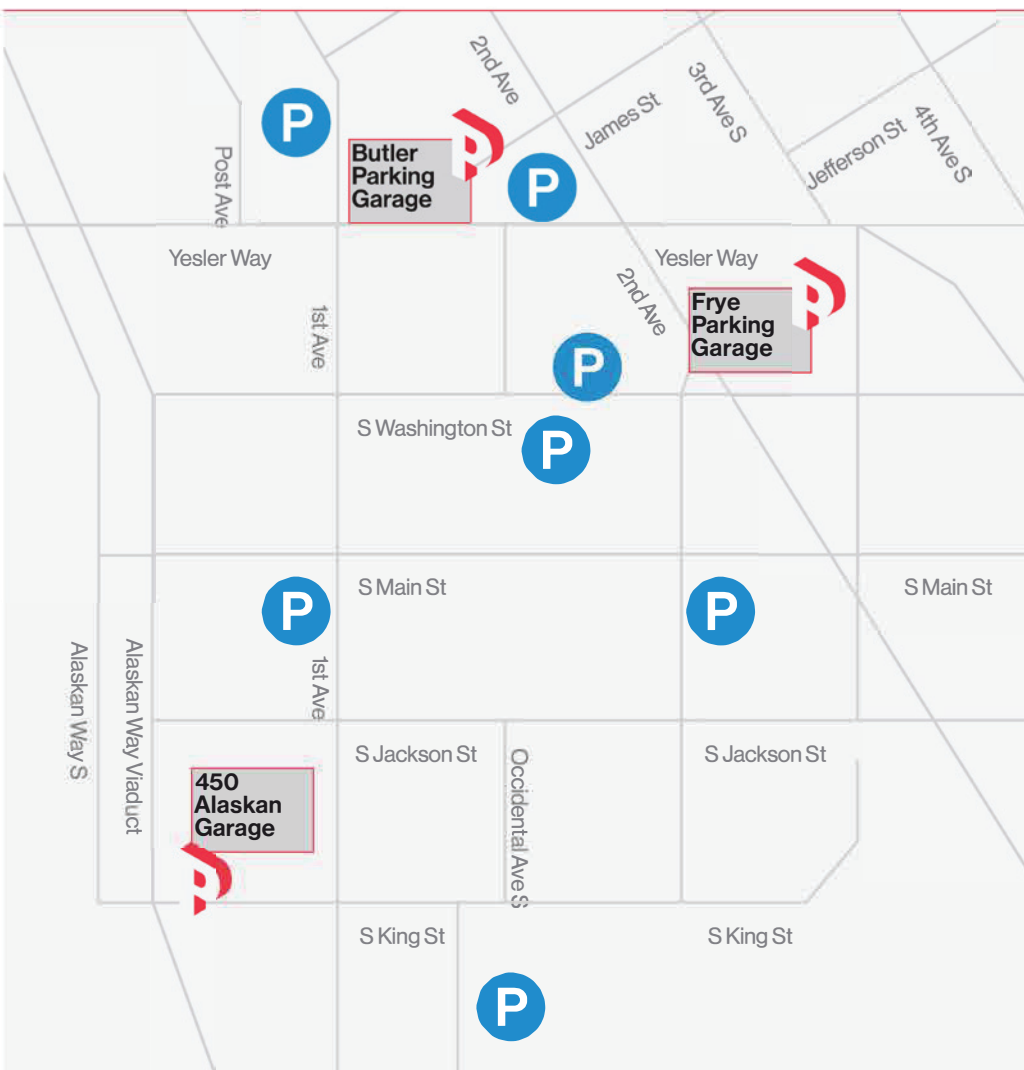 2nd Ave
3rd Ave S
James St
4th Ave S
Jefferson St
P
Butler
Parking
Garage
P
Post Ave
Yesler Way
Yesler Way
2nd Ave
Frye
Parking
Garage
1st Ave
P
S Washington St
P
S Main St
S Main St
P
P
Alaskan Way S
Alaskan Way Viaduct
1st Ave
S Jackson St
S Jackson St
Occidental Ave S
450
Alaskan
Garage
S King St
S King St
P